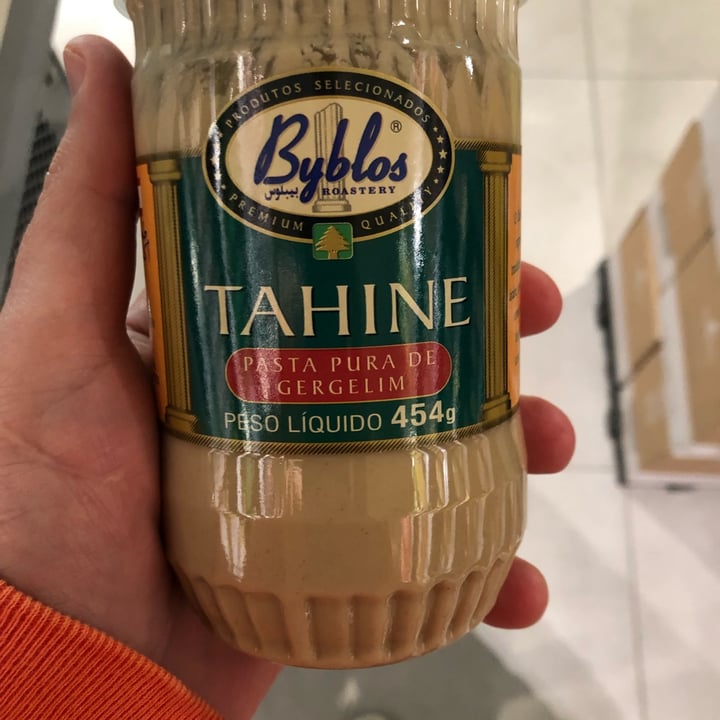 PRODUTOS SELECIONADOS
Byblos®
بيبلوس ROASTERY
PREMIUM QUALITY
TAHINE
PASTA PURA DE
GERGELIM
PESO LÍQUIDO 454g